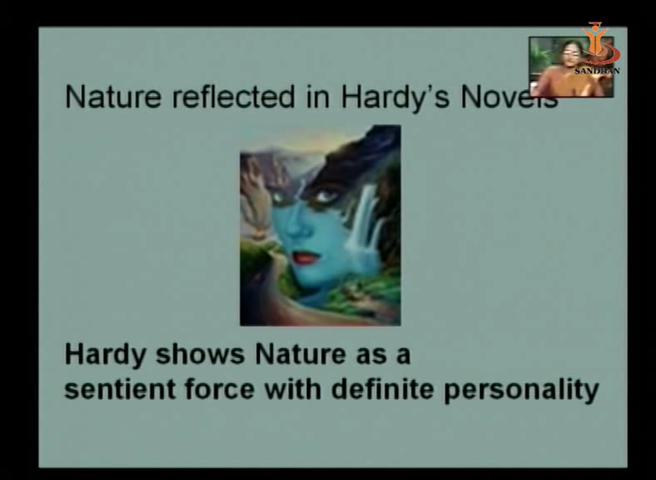 SANDHAN
Nature reflected in Hardy's Novels
Hardy shows Nature as a
sentient force with definite personality